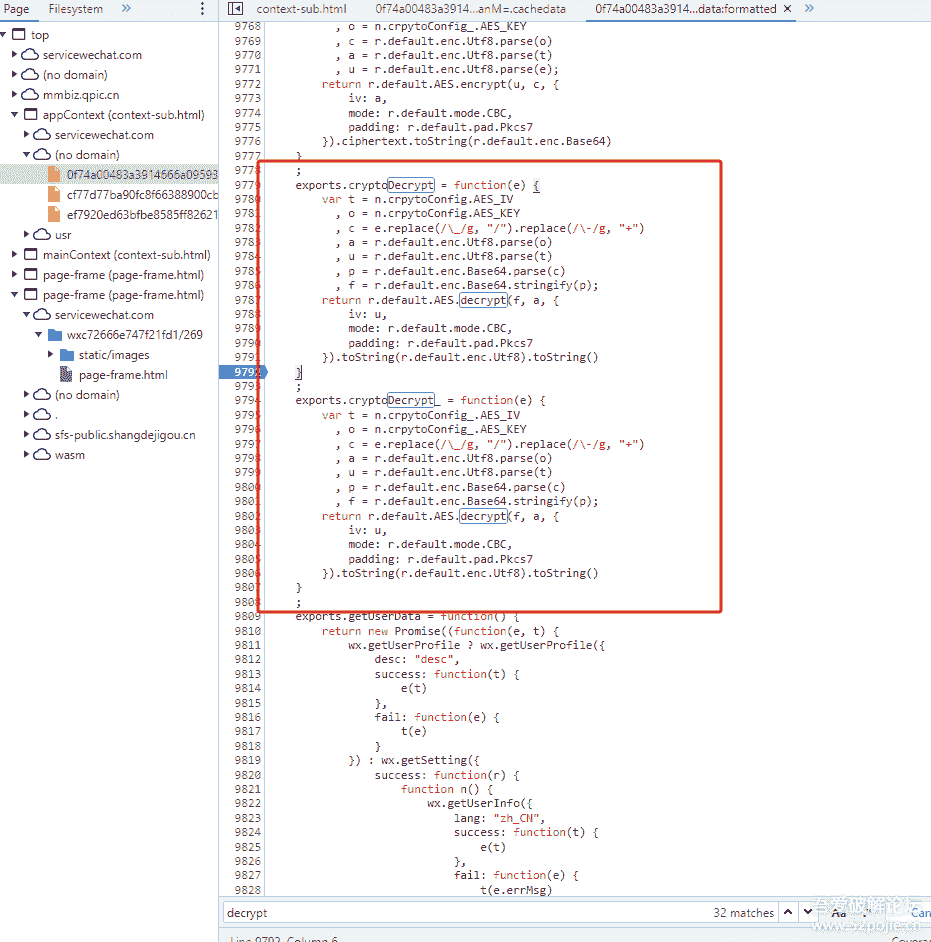 Page Filesystem »
top
servicewechat.com
(no domain)
mmbiz.qpic.cn
appContext (context-sub.html)
servicewechat.com
(no domain)
0f74a00483a3914666a09593
cf77d77ba90fc8f66388900cb
ef7920ed63bfbe8585ff82621
usr
mainContext (context-sub.html)
page-frame (page-frame.html)
page-frame (page-frame.html)
servicewechat.com
wxc72666e747f21fd1/269
static/images
page-frame.html
(no domain)
.
sfs-public.shangdejigou.cn
wasm
context-sub.html 0f74a00483a3914...anM=.cachedata 0f74a00483a3914...data:formatted × »
9768 , o = n.crpytoConfig_.AES_KEY
9769 , c = r.default.enc.Utf8.parse(o)
9770 , a = r.default.enc.Utf8.parse(t)
9771 , u = r.default.enc.Utf8.parse(e);
9772 return r.default.AES.encrypt(u, c, {
9773 iv: a,
9774 mode: r.default.mode.CBC,
9775 padding: r.default.pad.Pkcs7
9776 }).ciphertext.toString(r.default.enc.Base64)
9777 }
9778 ;
9779 exports.cryptoDecrypt = function(e) {
9780 var t = n.crpytoConfig.AES_IV
9781 , o = n.crpytoConfig.AES_KEY
9782 , c = e.replace(/\_/g, "/").replace(/\-/g, "+")
9783 , a = r.default.enc.Utf8.parse(o)
9784 , u = r.default.enc.Utf8.parse(t)
9785 , p = r.default.enc.Base64.parse(c)
9786 , f = r.default.enc.Base64.stringify(p);
9787 return r.default.AES.decrypt(f, a, {
9788 iv: u,
9789 mode: r.default.mode.CBC,
9790 padding: r.default.pad.Pkcs7
9791 }).toString(r.default.enc.Utf8).toString()
9792 }
9793 ;
9794 exports.cryptoDecrypt_ = function(e) {
9795 var t = n.crpytoConfig_.AES_IV
9796 , o = n.crpytoConfig_.AES_KEY
9797 , c = e.replace(/\_/g, "/").replace(/\-/g, "+")
9798 , a = r.default.enc.Utf8.parse(o)
9799 , u = r.default.enc.Utf8.parse(t)
9800 , p = r.default.enc.Base64.parse(c)
9801 , f = r.default.enc.Base64.stringify(p);
9802 return r.default.AES.decrypt(f, a, {
9803 iv: u,
9804 mode: r.default.mode.CBC,
9805 padding: r.default.pad.Pkcs7
9806 }).toString(r.default.enc.Utf8).toString()
9807 }
9808 ;
9809 exports.getUserData = function() {
9810 return new Promise((function(e, t) {
9811 wx.getUserProfile ? wx.getUserProfile({
9812 desc: "desc",
9813 success: function(t) {
9814 e(t)
9815 },
9816 fail: function(e) {
9817 t(e)
9818 }
9819 }) : wx.getSetting({
9820 success: function(r) {
9821 function n() {
9822 wx.getUserInfo({
9823 lang: "zh_CN",
9824 success: function(t) {
9825 e(t)
9826 },
9827 fail: function(e) {
9828 t(e.errMsg)
decrypt 32 matches Aa .* Can
吾爱破解论坛
www.52pojie.cn
Line 9792, Column 6 Coverag